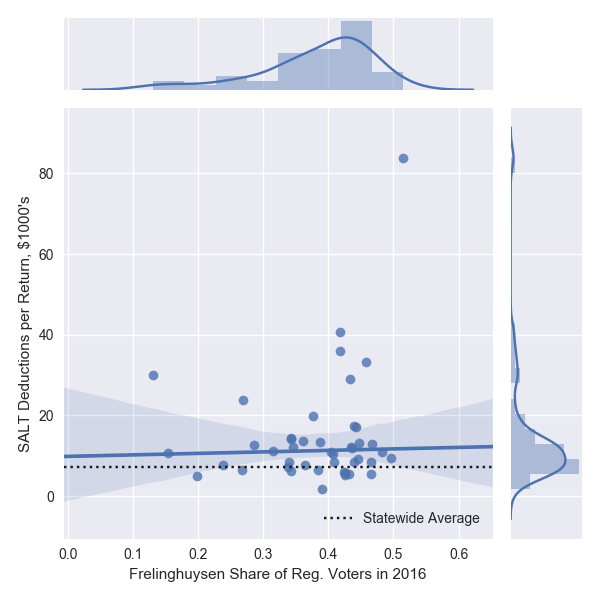 80
60
40
20
0
SALT Deductions per Return, $1000's
Statewide Average
0.0 0.1 0.2 0.3 0.4 0.5 0.6
Frelinghuysen Share of Reg. Voters in 2016